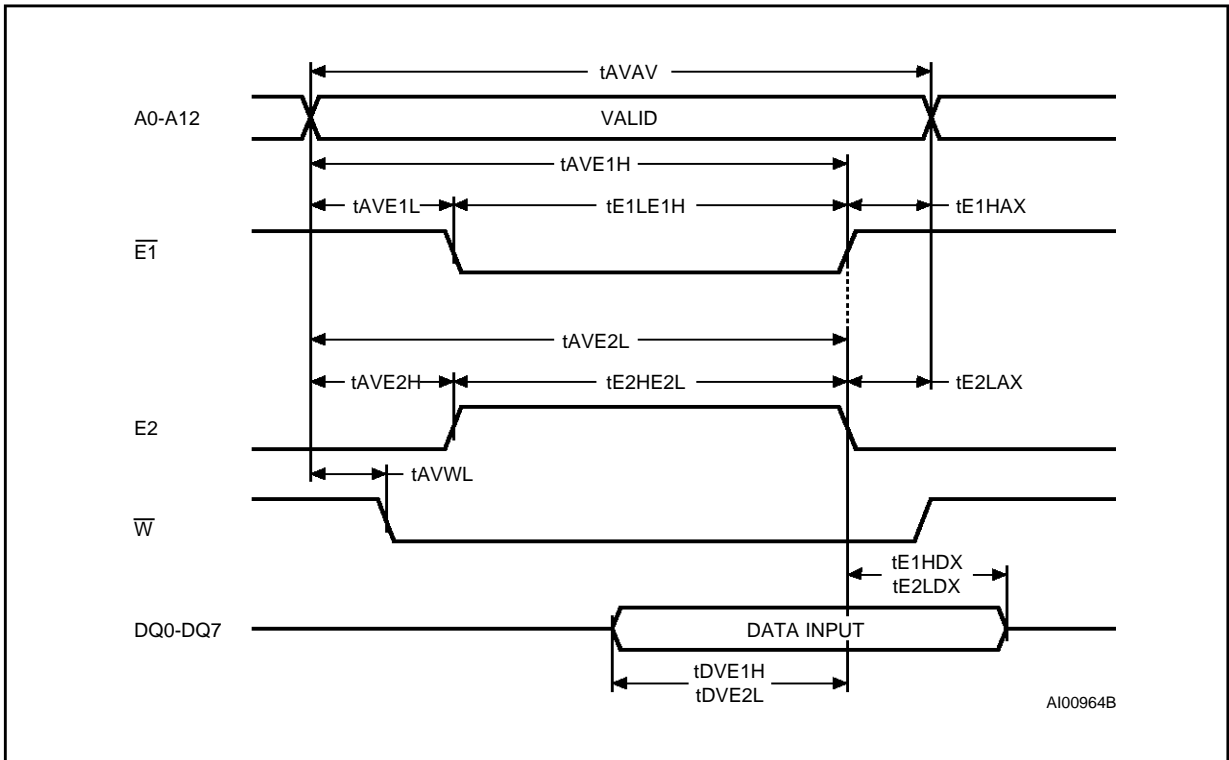 tAVAV
A0-A12
VALID
tAVE1H
tAVE1L
tE1LE1H
tE1HAX
E1
tAVE2L
tAVE2H
tE2HE2L
tE2LAX
E2
tAVWL
W
tE1HDX
tE2LDX
DQ0-DQ7
DATA INPUT
tDVE1H
tDVE2L
AI00964B